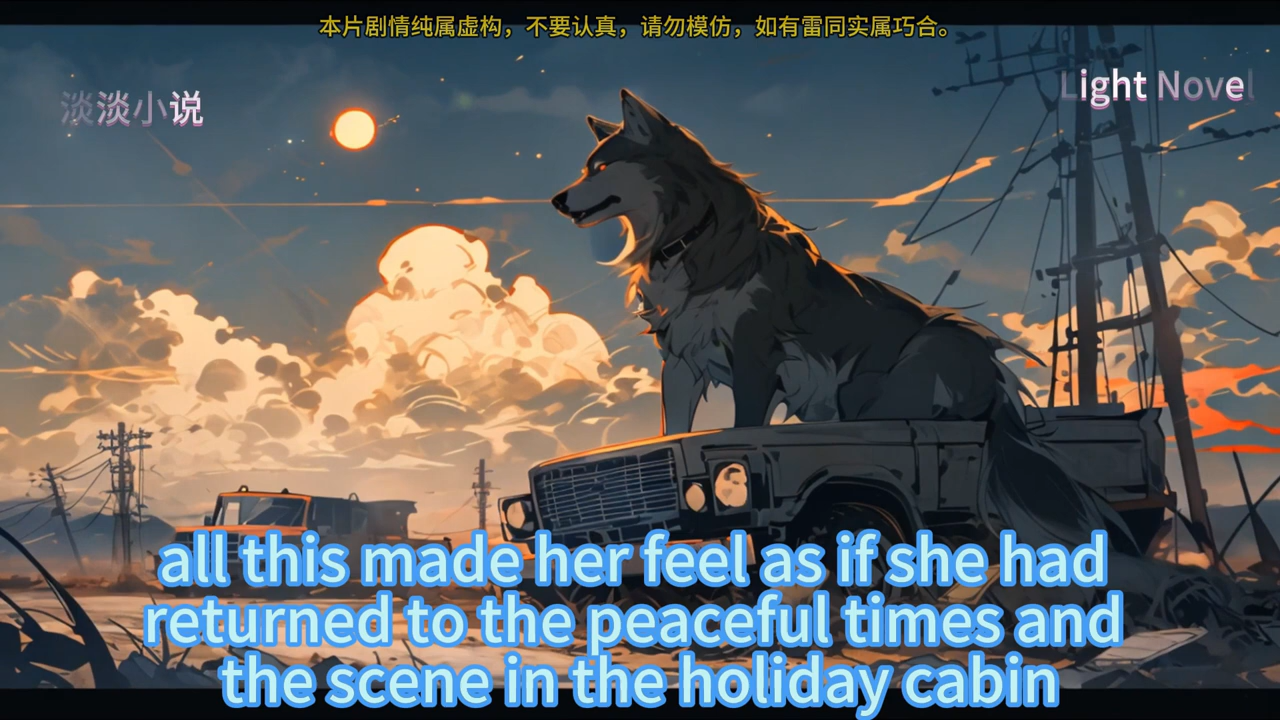 本片剧情纯属虚构，不要认真，请勿模仿，如有雷同实属巧合。
淡淡小说
Light Novel
all this made her feel as if she had
returned to the peaceful times and
the scene in the holiday cabin